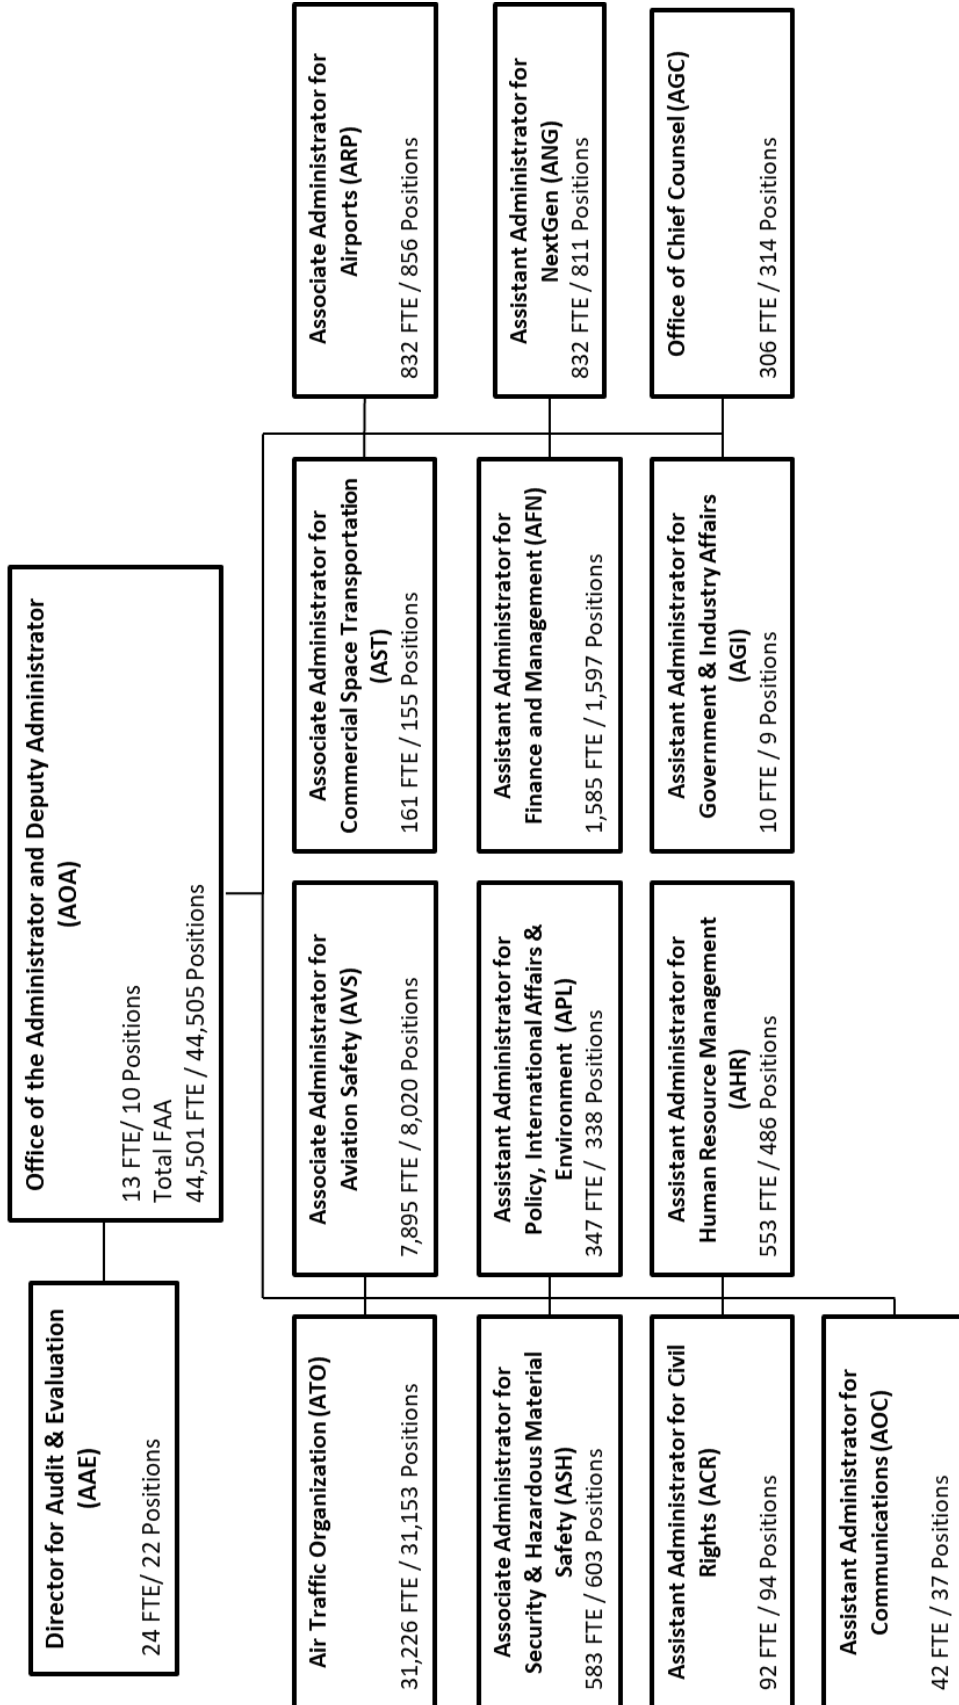 Office of the Administrator and Deputy Administrator
(AOA)
13 FTE/ 10 Positions
Total FAA
44,501 FTE / 44,505 Positions
Director for Audit & Evaluation
(AAE)
24 FTE/ 22 Positions
Air Traffic Organization (ATO)
31,226 FTE / 31,153 Positions
Associate Administrator for
Aviation Safety (AVS)
7,895 FTE / 8,020 Positions
Associate Administrator for
Commercial Space Transportation
(AST)
161 FTE / 155 Positions
Associate Administrator for
Airports (ARP)
832 FTE / 856 Positions
Associate Administrator for
Security & Hazardous Material
Safety (ASH)
583 FTE / 603 Positions
Assistant Administrator for
Policy, International Affairs &
Environment (APL)
347 FTE / 338 Positions
Assistant Administrator for
Finance and Management (AFN)
1,585 FTE / 1,597 Positions
Assistant Administrator for
NextGen (ANG)
832 FTE / 811 Positions
Assistant Administrator for Civil
Rights (ACR)
92 FTE / 94 Positions
Assistant Administrator for
Human Resource Management
(AHR)
553 FTE / 486 Positions
Assistant Administrator for
Government & Industry Affairs
(AGI)
10 FTE / 9 Positions
Office of Chief Counsel (AGC)
306 FTE / 314 Positions
Assistant Administrator for
Communications (AOC)
42 FTE / 37 Positions